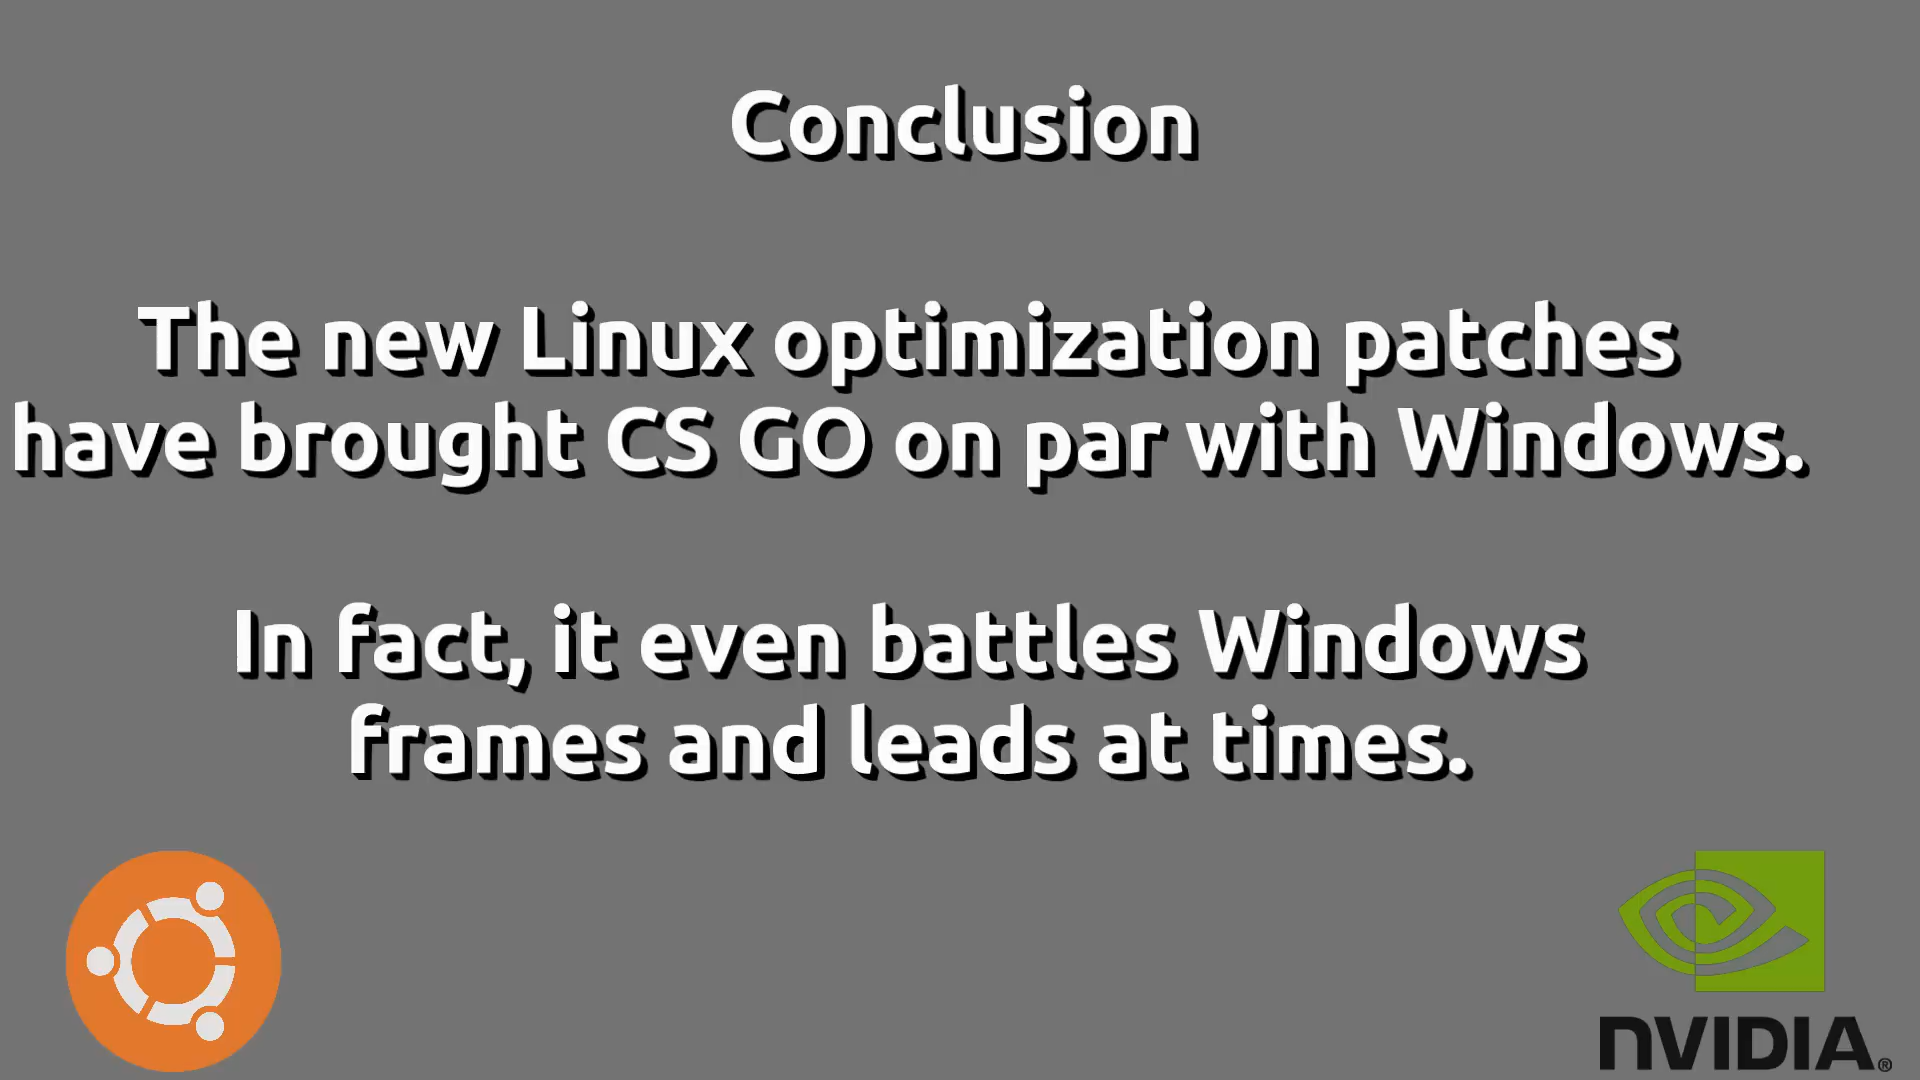 Conclusion
The new Linux optimization patches
have brought CS GO on par with Windows.
In fact, it even battles Windows
frames and leads at times.
NVIDIA®